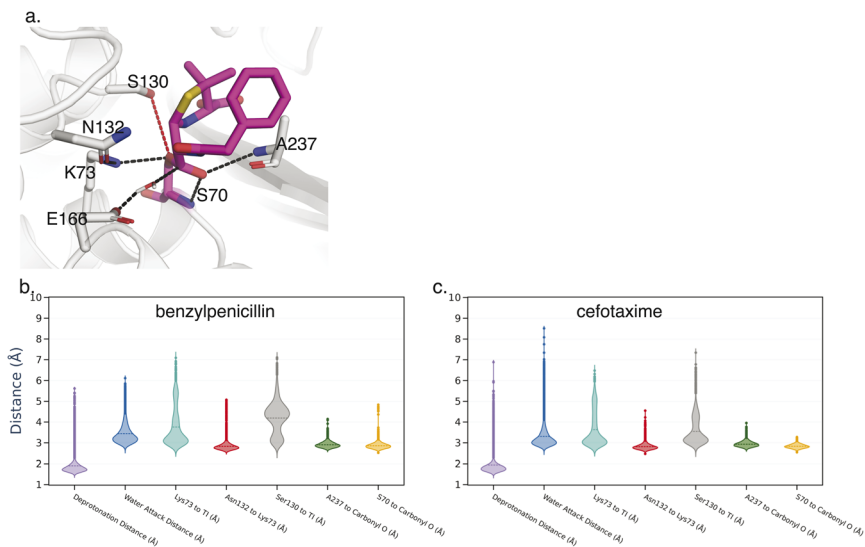 a.
S130
N132
A237
K73
S70
E166
b.
benzylpenicillin
Distance (Å)
10
9
8
7
6
5
4
3
2
1
Deprotonation Distance (Å)
Water Attack Distance (Å)
Lys73 to TI (Å)
Asn132 to Lys73 (Å)
Ser130 to TI (Å)
A237 to Carbonyl O (Å)
S70 to Carbonyl O (Å)
c.
cefotaxime
10
9
8
7
6
5
4
3
2
1
Deprotonation Distance (Å)
Water Attack Distance (Å)
Lys73 to TI (Å)
Asn132 to Lys73 (Å)
Ser130 to TI (Å)
A237 to Carbonyl O (Å)
S70 to Carbonyl O (Å)